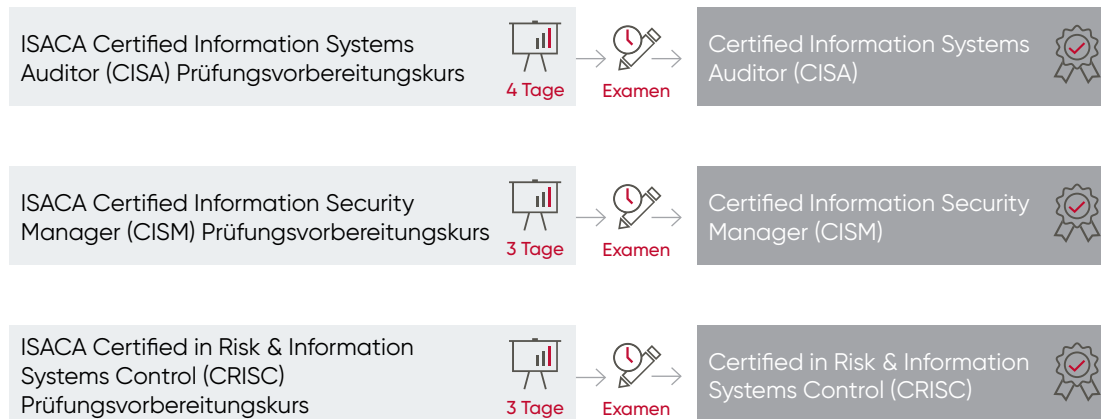 ISACA Certified Information Systems
Auditor (CISA) Prüfungsvorbereitungskurs
4 Tage
Examen
Certified Information Systems
Auditor (CISA)
ISACA Certified Information Security
Manager (CISM) Prüfungsvorbereitungskurs
3 Tage
Examen
Certified Information Security
Manager (CISM)
ISACA Certified in Risk & Information
Systems Control (CRISC)
Prüfungsvorbereitungskurs
3 Tage
Examen
Certified in Risk & Information
Systems Control (CRISC)